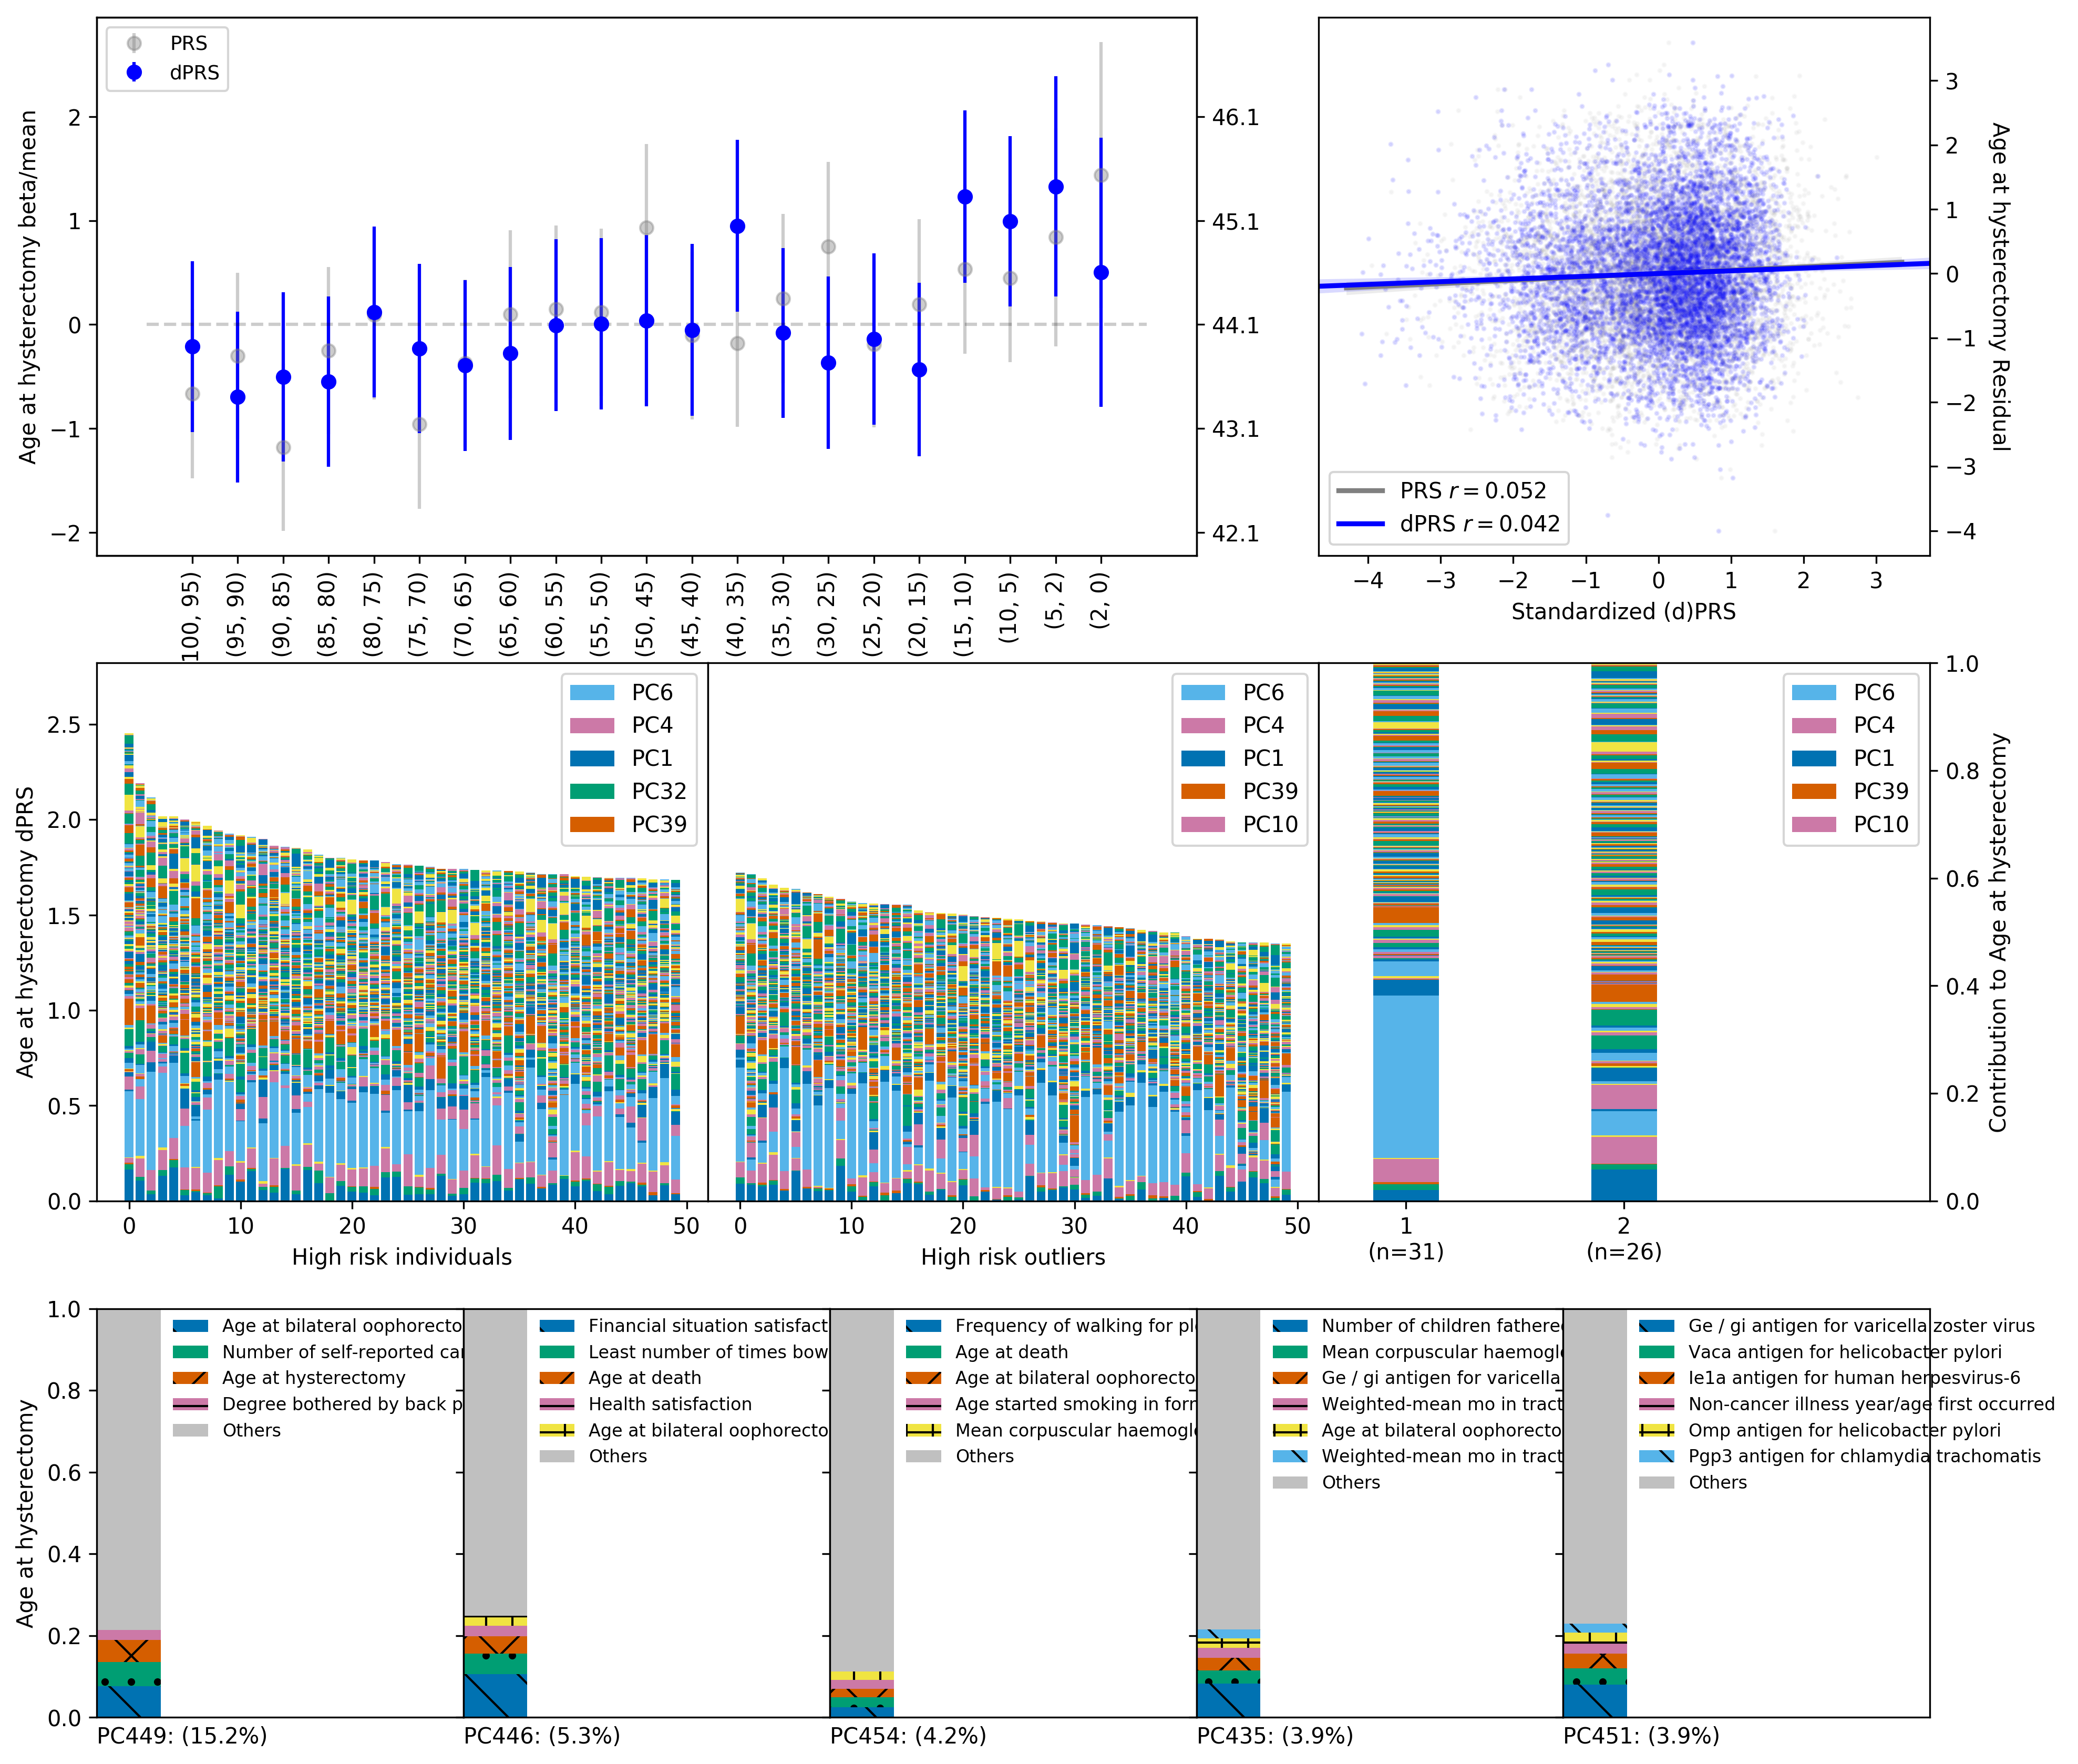 PRS
dPRS
Age at hysterectomy beta/mean
2
1
0
−1
−2
46.1
45.1
44.1
43.1
42.1
100, 95)
(95, 90)
(90, 85)
(85, 80)
(80, 75)
(75, 70)
(70, 65)
(65, 60)
(60, 55)
(55, 50)
(50, 45)
(45, 40)
(40, 35)
(35, 30)
(30, 25)
(25, 20)
(20, 15)
(15, 10)
(10, 5)
(5, 2)
(2, 0)
PRS r = 0.052
dPRS r = 0.042
3
2
1
0
−1
−2
−3
−4
Age at hysterectomy Residual
−4 −3 −2 −1 0 1 2 3
Standardized (d)PRS
Age at hysterectomy dPRS
2.5
2.0
1.5
1.0
0.5
0.0
PC6
PC4
PC1
PC32
PC39
0 10 20 30 40 50
High risk individuals
PC6
PC4
PC1
PC39
PC10
0 10 20 30 40 50
High risk outliers
PC6
PC4
PC1
PC39
PC10
1
(n=31)
2
(n=26)
1.0
0.8
0.6
0.4
0.2
0.0
Contribution to Age at hysterectomy
Age at hysterectomy
1.0
0.8
0.6
0.4
0.2
0.0
Age at bilateral oophorecto
Number of self-reported ca
Age at hysterectomy
Degree bothered by back p
Others
PC449: (15.2%)
Financial situation satisfact
Least number of times bow
Age at death
Health satisfaction
Age at bilateral oophorecto
Others
PC446: (5.3%)
Frequency of walking for pl
Age at death
Age at bilateral oophorecto
Age started smoking in for
Mean corpuscular haemogl
Others
PC454: (4.2%)
Number of children fathere
Mean corpuscular haemogl
Ge / gi antigen for varicella
Weighted-mean mo in tract
Age at bilateral oophorecto
Weighted-mean mo in tract
Others
PC435: (3.9%)
Ge / gi antigen for varicella zoster virus
Vaca antigen for helicobacter pylori
Ie1a antigen for human herpesvirus-6
Non-cancer illness year/age first occurred
Omp antigen for helicobacter pylori
Pgp3 antigen for chlamydia trachomatis
Others
PC451: (3.9%)